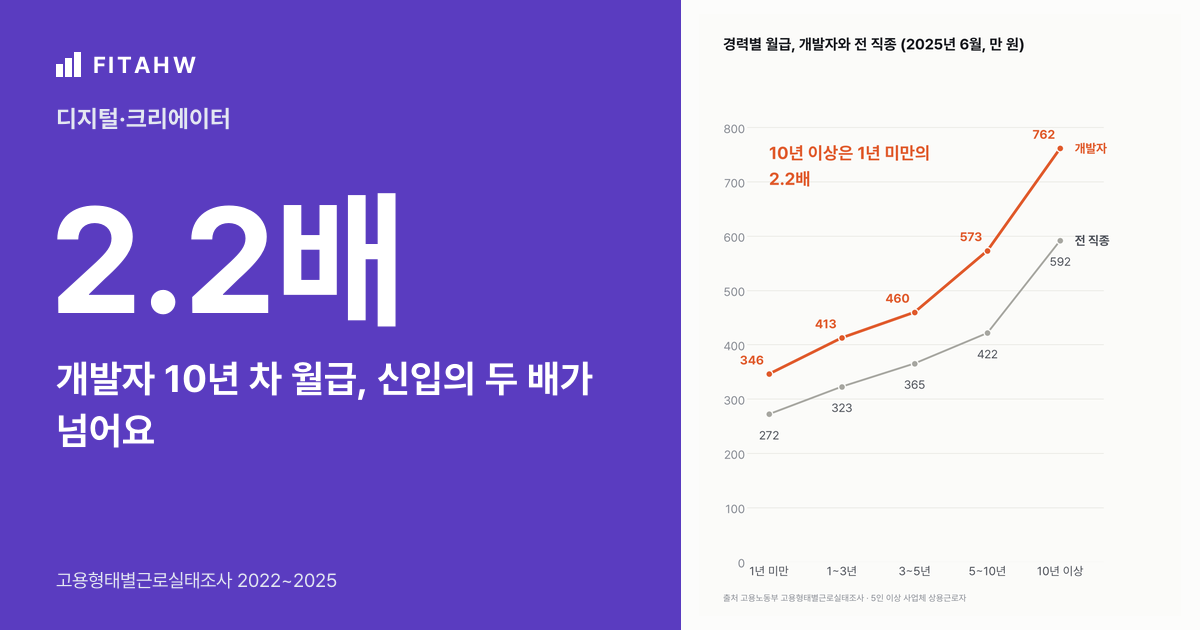 FITAHW
디지털·크리에이터
2.2배
개발자 10년 차 월급, 신입의 두 배가
넘어요
고용형태별근로실태조사 2022~2025
경력별 월급, 개발자와 전 직종 (2025년 6월, 만 원)
800
700
600
500
400
300
200
100
0
10년 이상은 1년 미만의
2.2배
346
413
460
573
762
개발자
272
323
365
422
592
전 직종
1년 미만
1~3년
3~5년
5~10년
10년 이상
출처 고용노동부 고용형태별근로실태조사 · 5인 이상 사업체 상용근로자